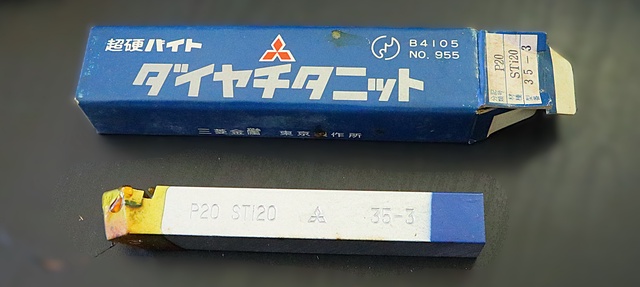 超硬バイト
B4105
NO. 955
ダイヤチタニット
三菱金属 東京製作所
P20
STi20
35-3
P20 STI20 35-3